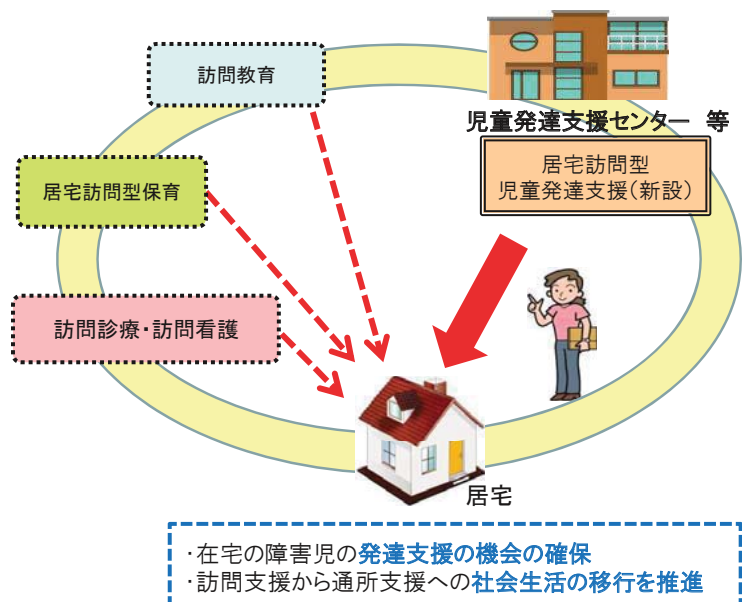 訪問教育
児童発達支援センター 等
居宅訪問型
児童発達支援(新設)
居宅訪問型保育
訪問診療・訪問看護
居宅
・在宅の障害児の発達支援の機会の確保
・訪問支援から通所支援への社会生活の移行を推進